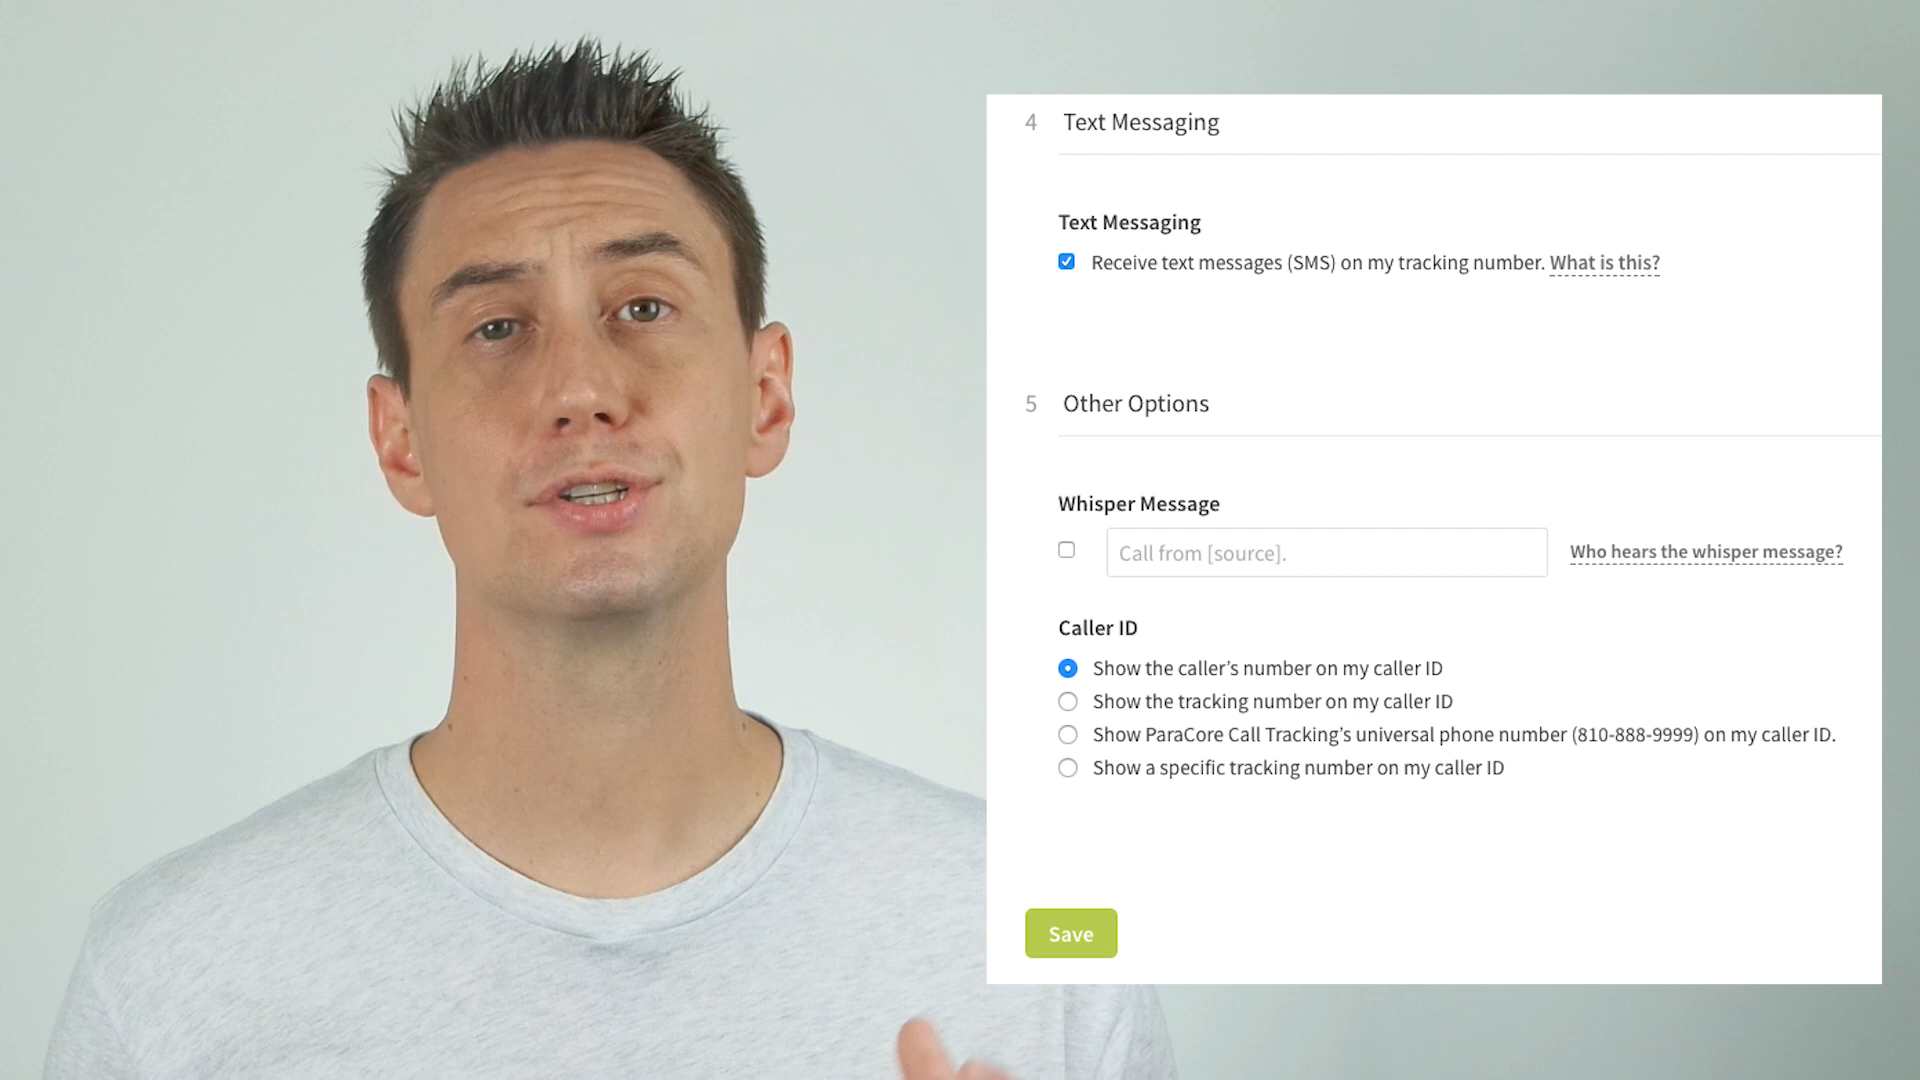 4 Text Messaging
Text Messaging
Receive text messages (SMS) on my tracking number. What is this?
5 Other Options
Whisper Message
Call from [source]. Who hears the whisper message?
Caller ID
Show the caller’s number on my caller ID
Show the tracking number on my caller ID
Show ParaCore Call Tracking’s universal phone number (810-888-9999) on my caller ID.
Show a specific tracking number on my caller ID
Save